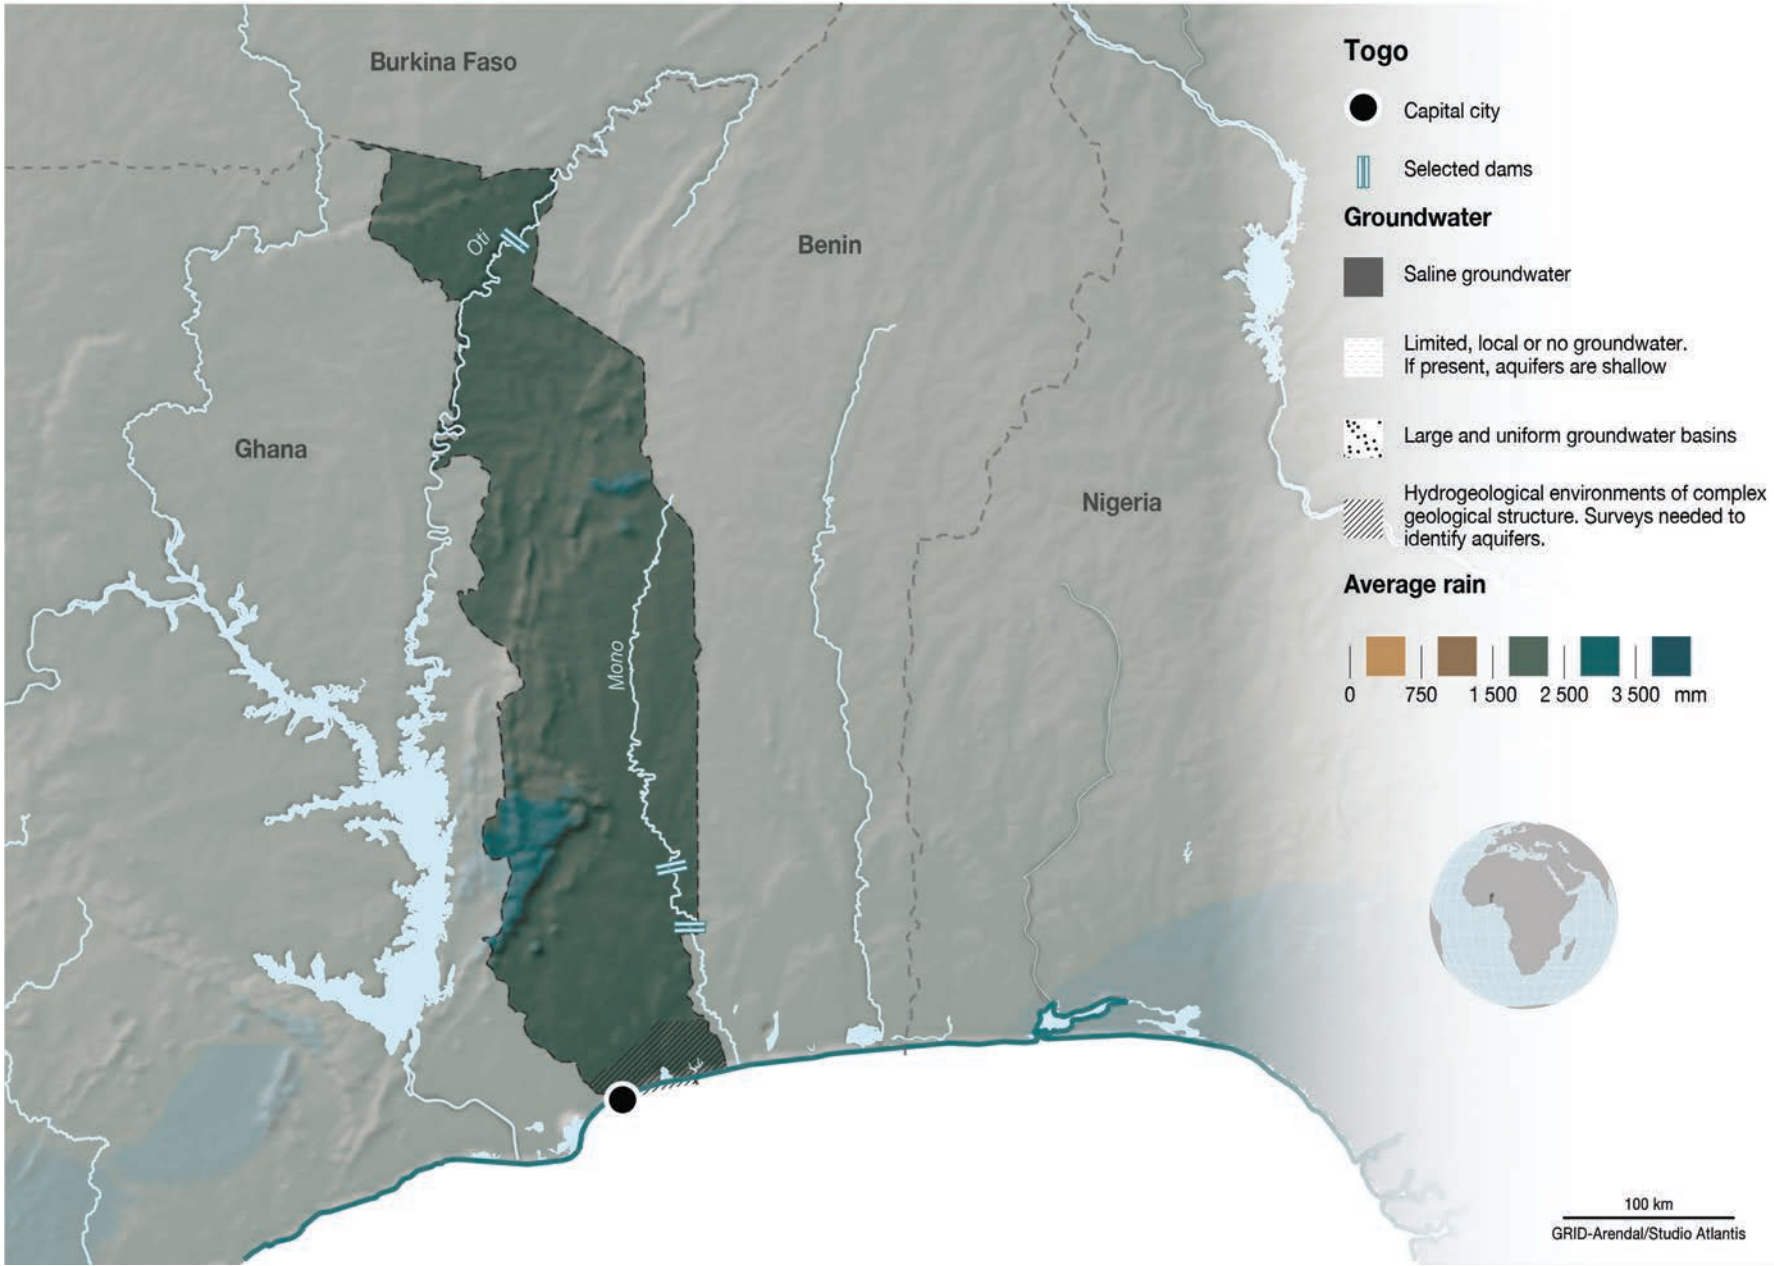 Burkina Faso
Oti
Benin
Ghana
Nigeria
Mono
Togo
Capital city
Selected dams
Groundwater
Saline groundwater
Limited, local or no groundwater.
If present, aquifers are shallow
Large and uniform groundwater basins
Hydrogeological environments of complex
geological structure. Surveys needed to
identify aquifers.
Average rain
0 750 1 500 2 500 3 500 mm
100 km
GRID-Arendal/Studio Atlantis